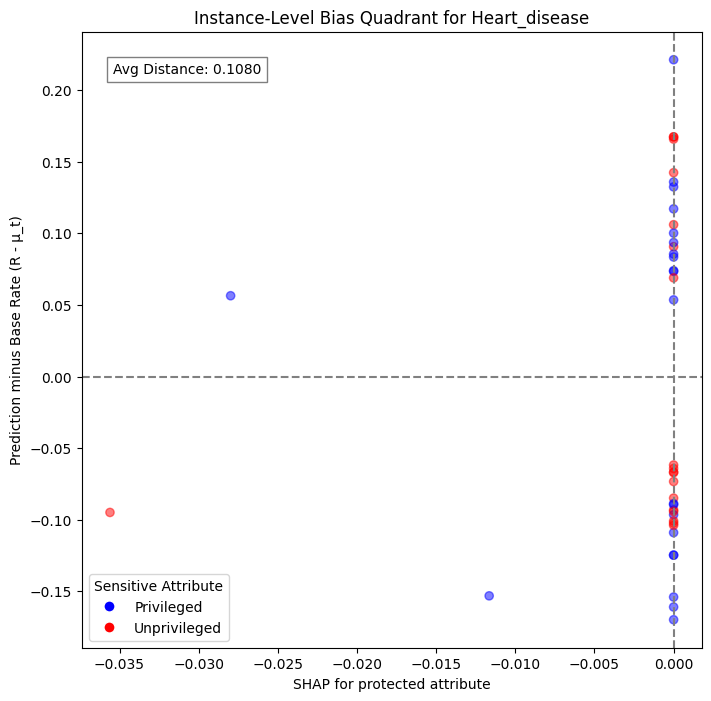 Instance-Level Bias Quadrant for Heart_disease
Avg Distance: 0.1080
Prediction minus Base Rate (R - μ_t)
0.20
0.15
0.10
0.05
0.00
−0.05
−0.10
−0.15
Sensitive Attribute
Privileged
Unprivileged
−0.035 −0.030 −0.025 −0.020 −0.015 −0.010 −0.005 0.000
SHAP for protected attribute